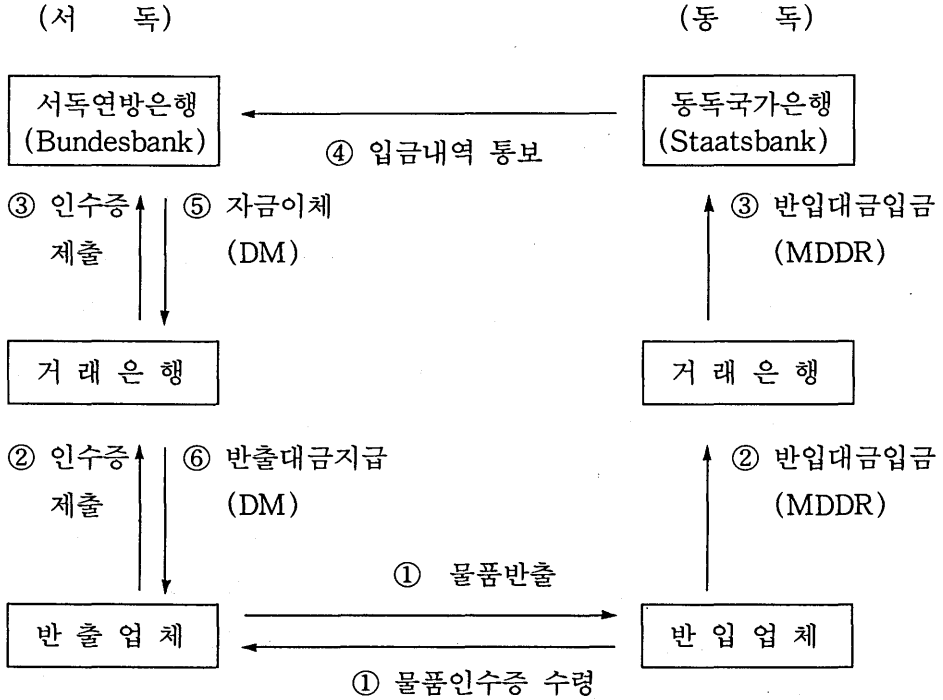 (서 독) (동 독)
서독연방은행 동독국가은행
(Bundesbank) (Staatsbank)
④ 입금내역 통보
③ 인수증 ⑤ 자금이체 ③ 반입대금입금
제출 (DM) (MDDR)
거 래 은 행 거 래 은 행
② 인수증 ⑥ 반출대금지급 ② 반입대금입금
제출 (DM) (MDDR)
① 물품반출
반 출 업 체 반 입 업 체
① 물품인수증 수령